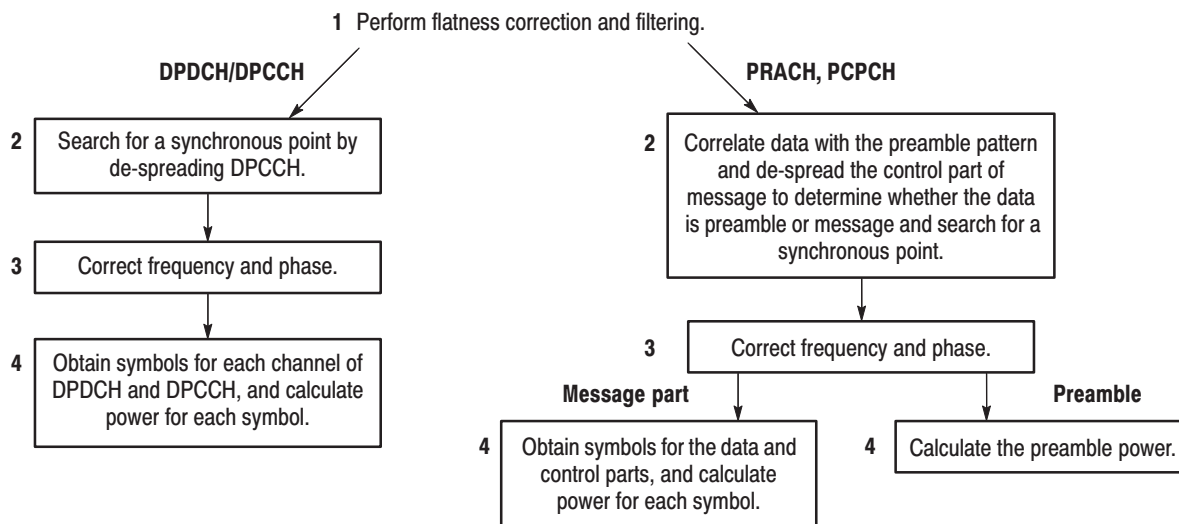 1 Perform flatness correction and filtering.
DPDCH/DPCCH
PRACH, PCPCH
2 Search for a synchronous point by
de-spreading DPCCH.
3 Correct frequency and phase.
4 Obtain symbols for each channel of
DPDCH and DPCCH, and calculate
power for each symbol.
2 Correlate data with the preamble pattern
and de-spread the control part of
message to determine whether the data
is preamble or message and search for a
synchronous point.
3 Correct frequency and phase.
Message part
Preamble
4 Obtain symbols for the data and
control parts, and calculate
power for each symbol.
4 Calculate the preamble power.